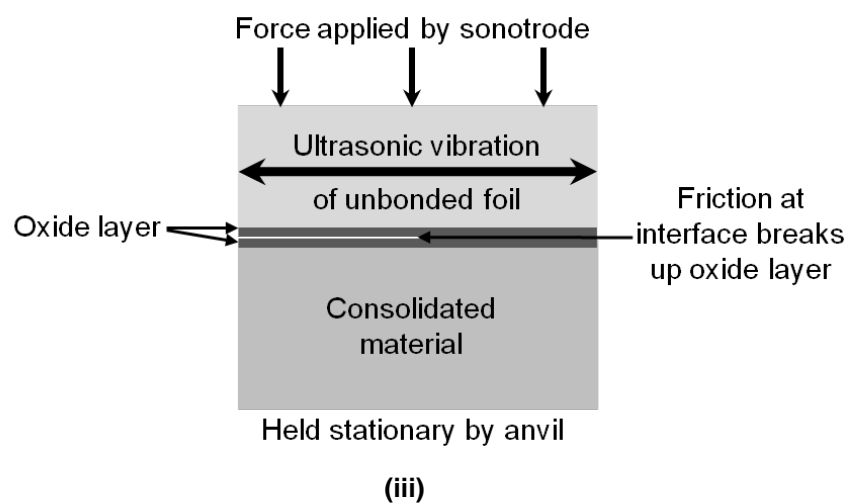 Force applied by sonotrode
Ultrasonic vibration
of unbonded foil
Oxide layer
Friction at
interface breaks
up oxide layer
Consolidated
material
Held stationary by anvil
(iii)